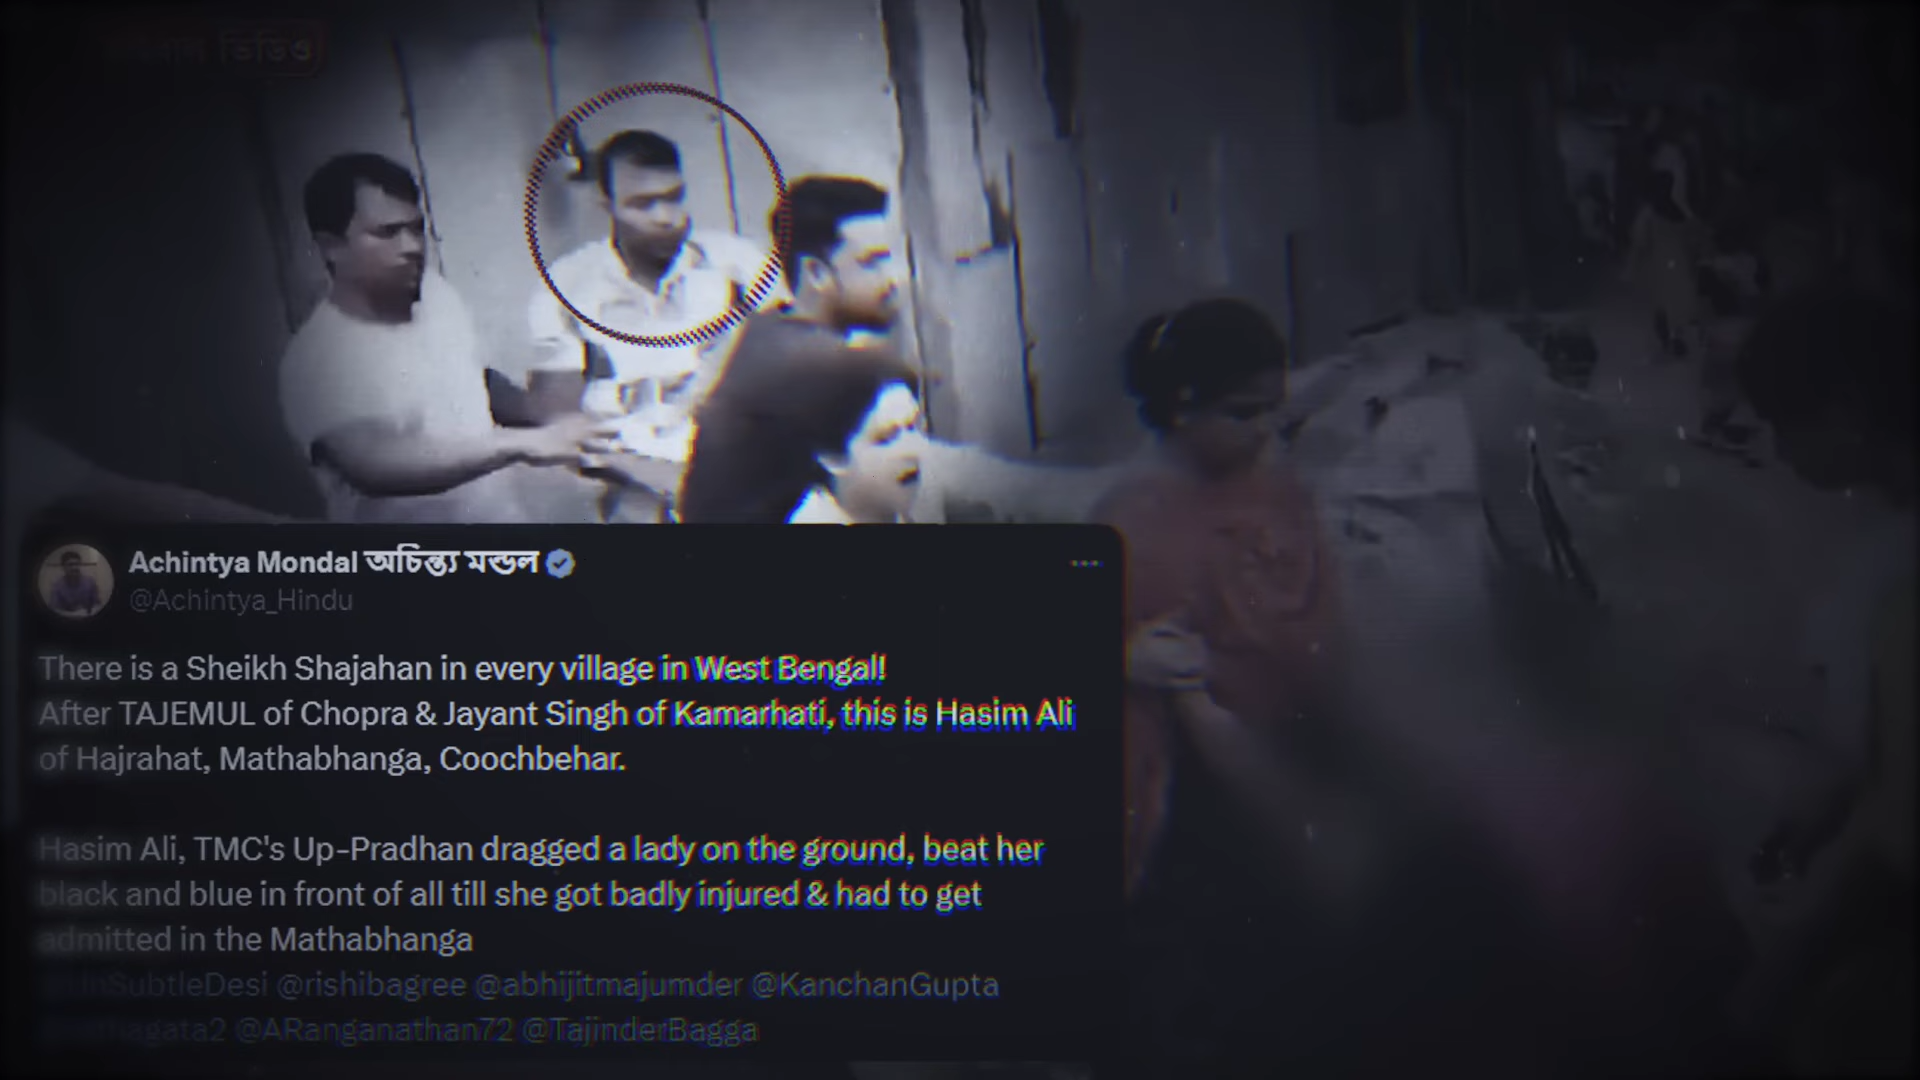 ভিডিও
Achintya Mondal অচিন্ত্য মন্ডল
@Achintya_Hindu
There is a Sheikh Shajahan in every village in West Bengal!
After TAJEMUL of Chopra & Jayant Singh of Kamarhati, this is Hasim Ali
of Hajrahat, Mathabhanga, Coochbehar.
Hasim Ali, TMC's Up-Pradhan dragged a lady on the ground, beat her
black and blue in front of all till she got badly injured & had to get
admitted in the Mathabhanga
@rishibagree @abhijitmajumder @KanchanGupta
@ARanganathan72 @TajinderBagga